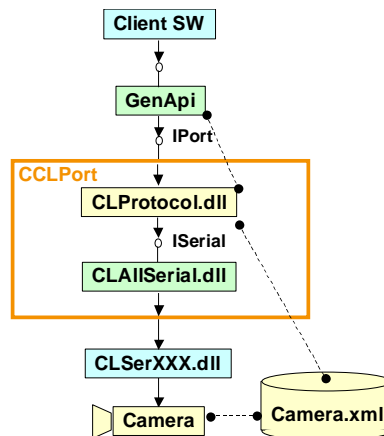 Client SW
GenApi
IPort
CCLPort
CLProtocol.dll
ISerial
CLAllSerial.dll
CLSerXXX.dll
Camera
Camera.xml